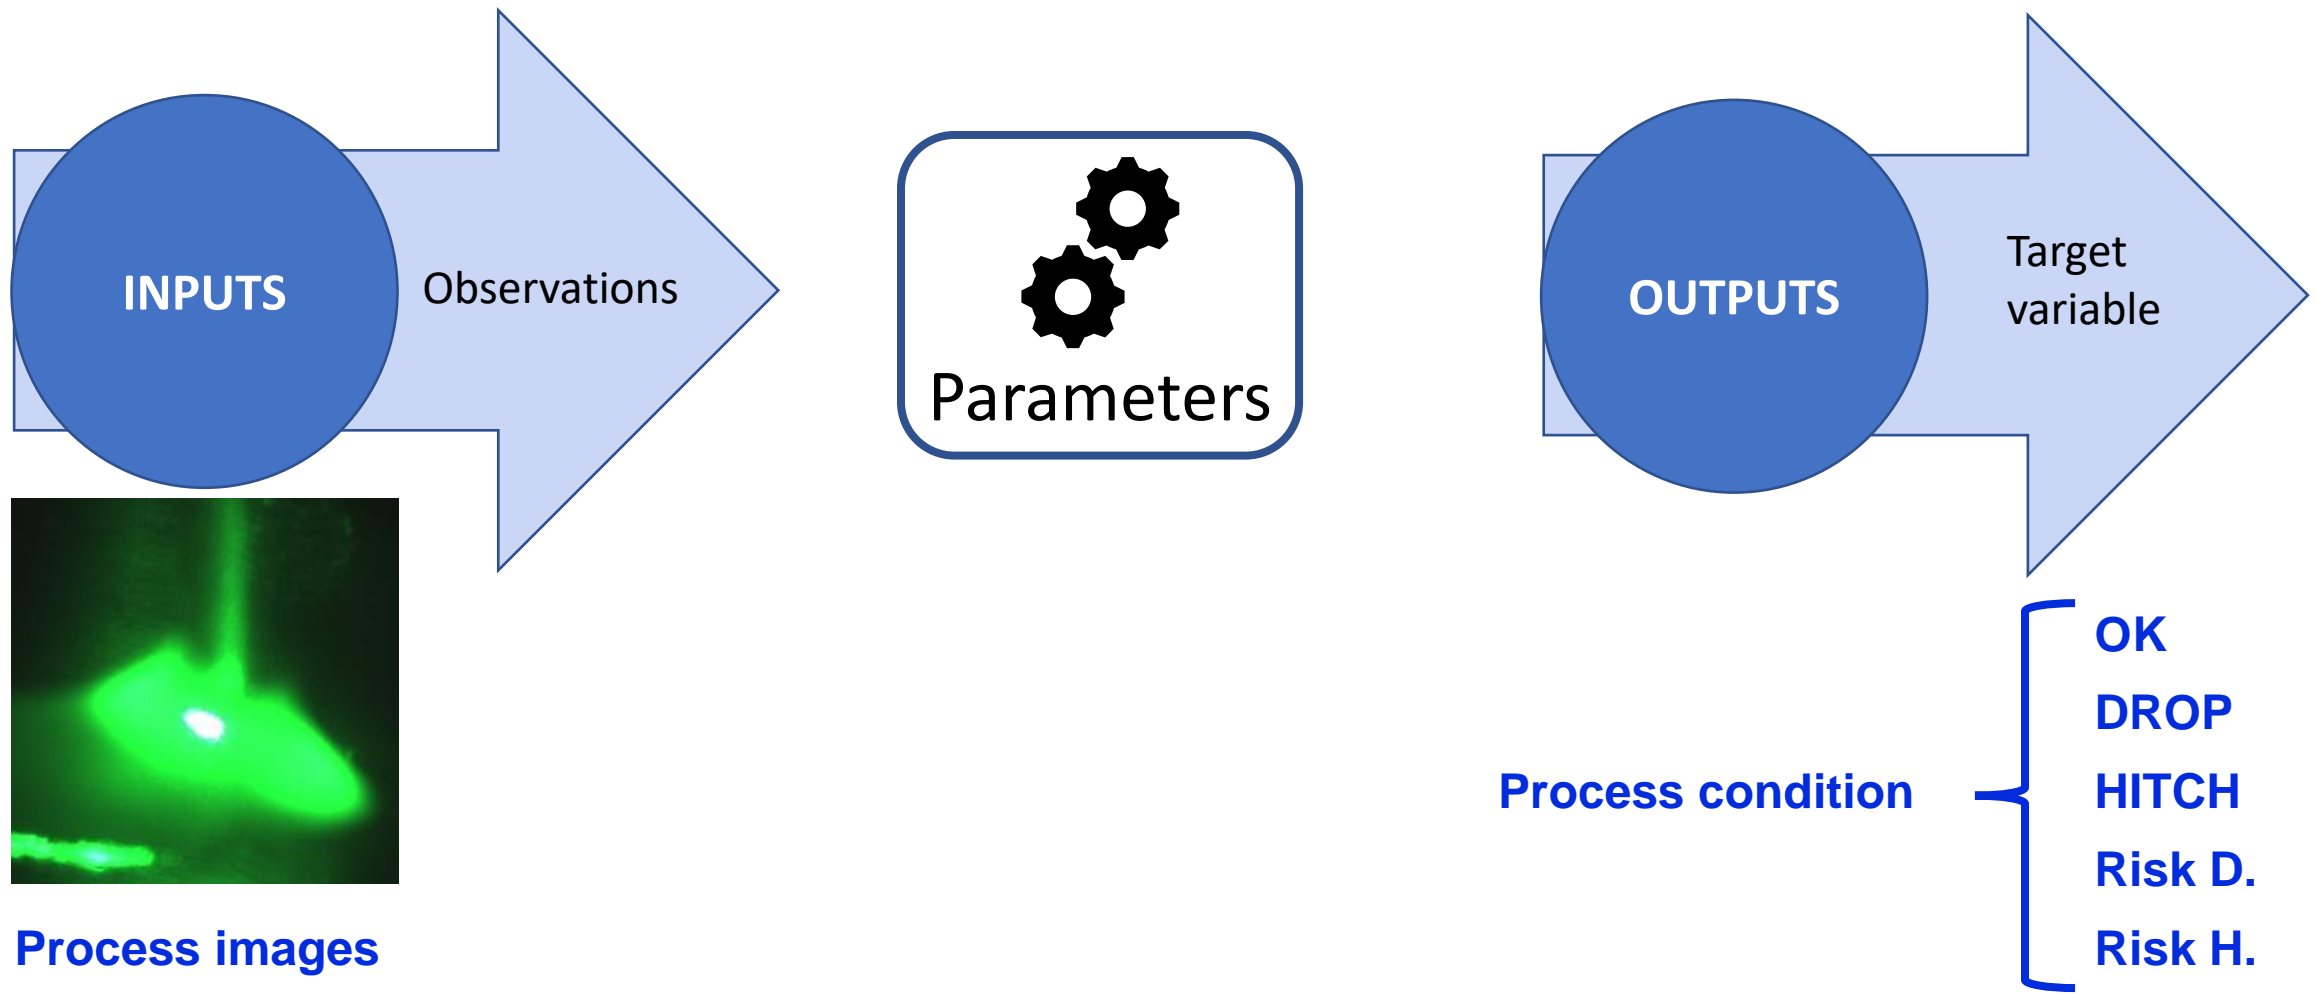 INPUTS
Observations
Parameters
OUTPUTS
Target
variable
Process images
Process condition
OK
DROP
HITCH
Risk D.
Risk H.